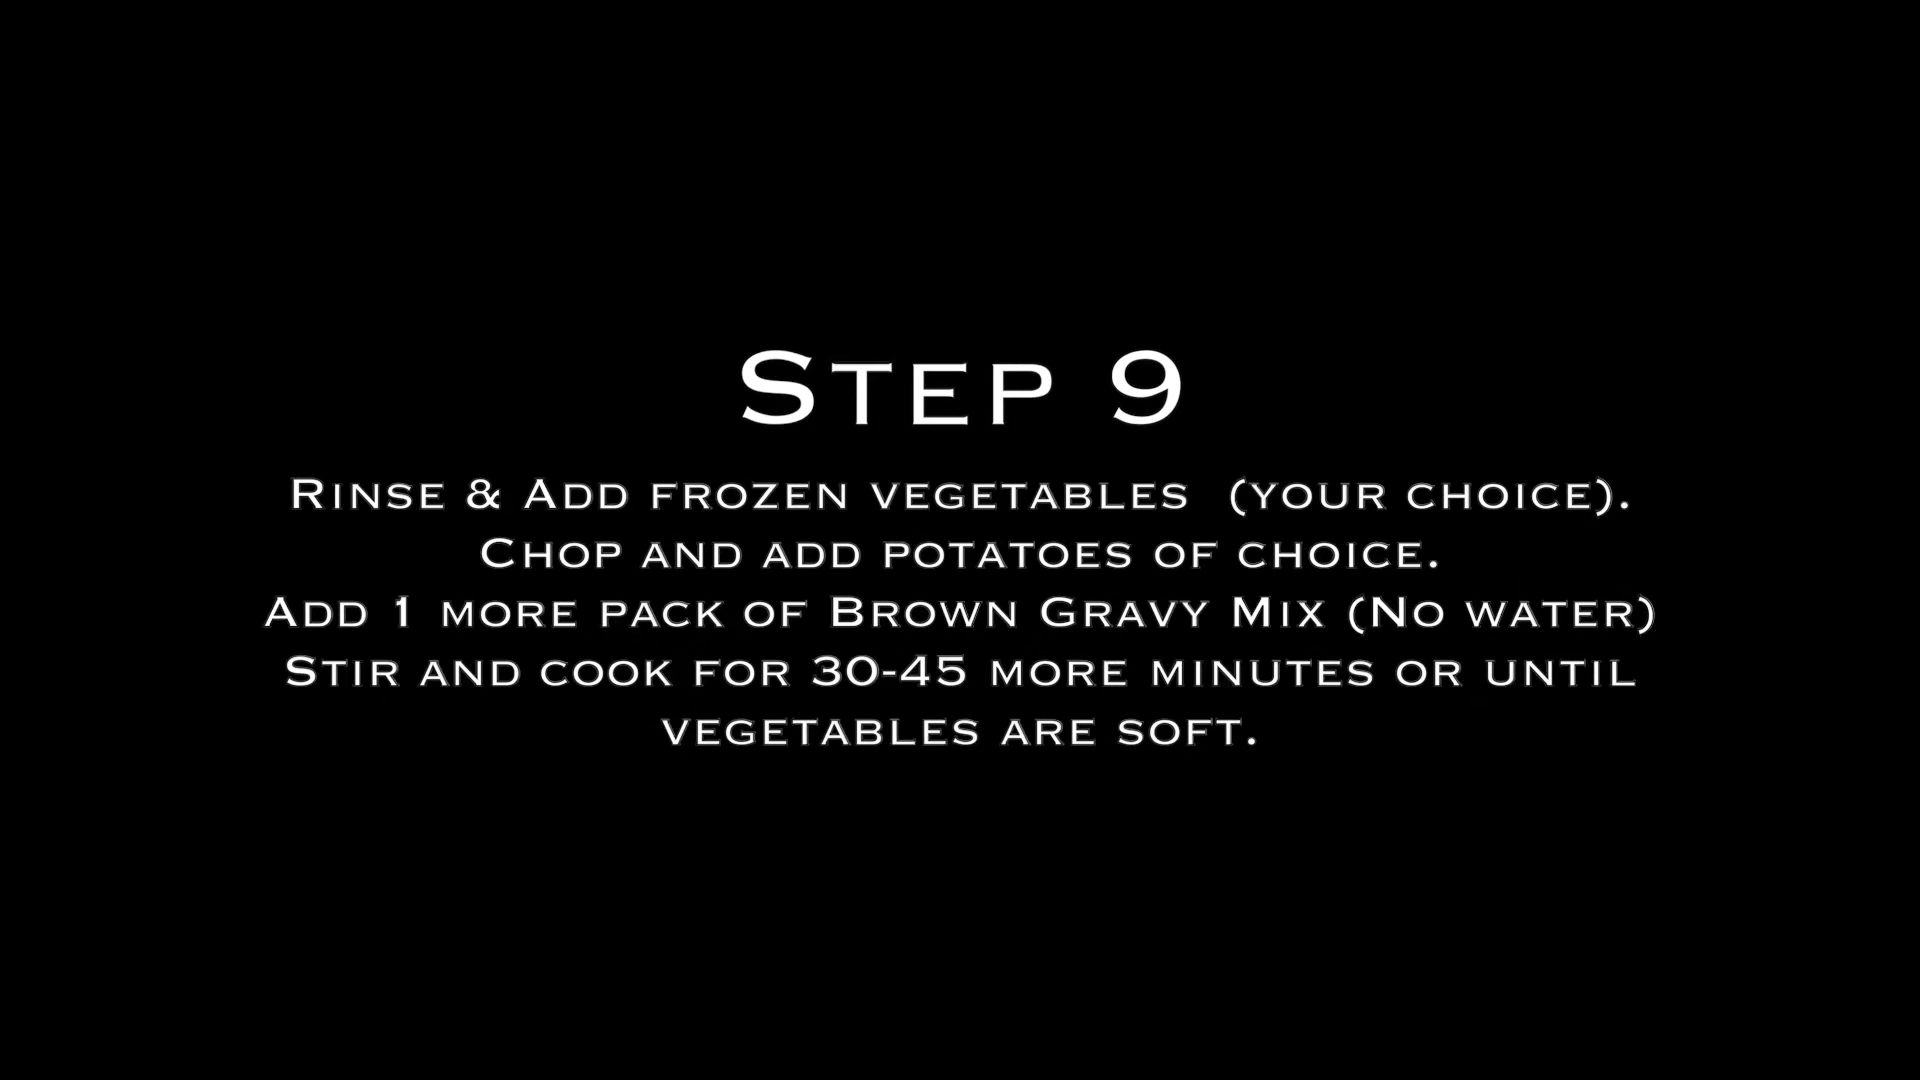 Step 9
Rinse & Add frozen vegetables (your choice).
Chop and add potatoes of choice.
Add 1 more pack of Brown Gravy Mix (No water)
Stir and cook for 30-45 more minutes or until
vegetables are soft.